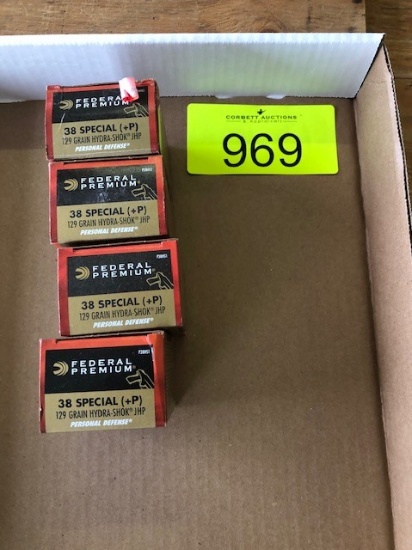 FEDERAL
PREMIUM
38 SPECIAL (+P)
129 GRAIN HYDRA-SHOK JHP
PERSONAL DEFENSE
CORBETT AUCTIONS
969
FEDERAL
PREMIUM
38 SPECIAL (+P)
129 GRAIN HYDRA-SHOK JHP
PERSONAL DEFENSE
FEDERAL
PREMIUM
38 SPECIAL (+P)
129 GRAIN HYDRA-SHOK JHP
PERSONAL DEFENSE
FEDERAL
PREMIUM
38 SPECIAL (+P)
129 GRAIN HYDRA-SHOK JHP
PERSONAL DEFENSE